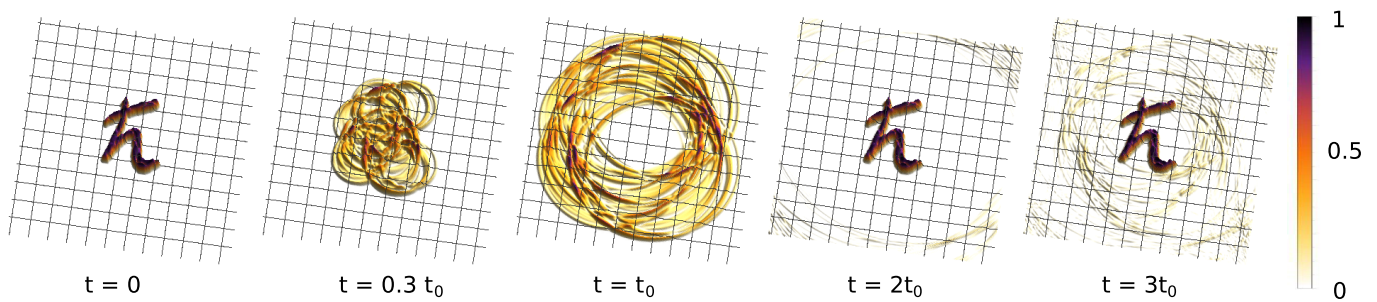 ħ ħ ħ
t = 0 t = 0.3 t₀ t = t₀ t = 2t₀ t = 3t₀
1
0.5
0